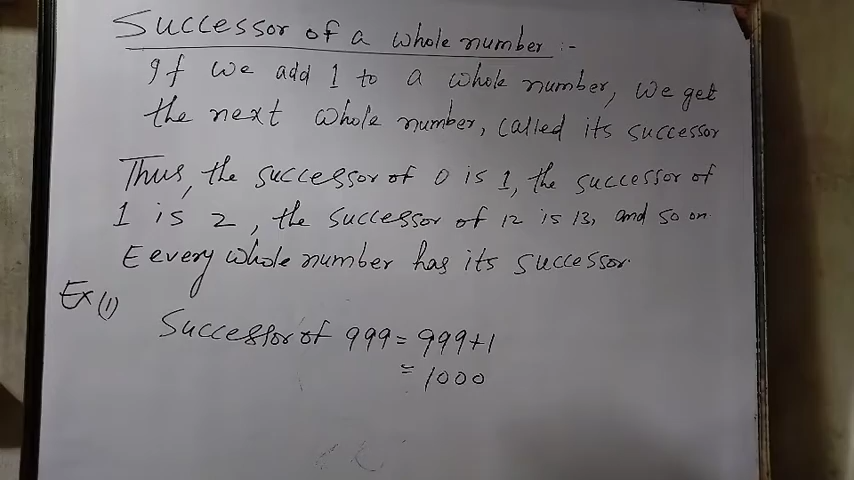 Successor of a whole number :-
If we add 1 to a whole number, we get
the next whole number, called its successor
Thus, the successor of 0 is 1, the successor of
1 is 2, the successor of 12 is 13, and so on.
E every whole number has its successor.
Ex (1)
Successor of 999 = 999+1
= 1000